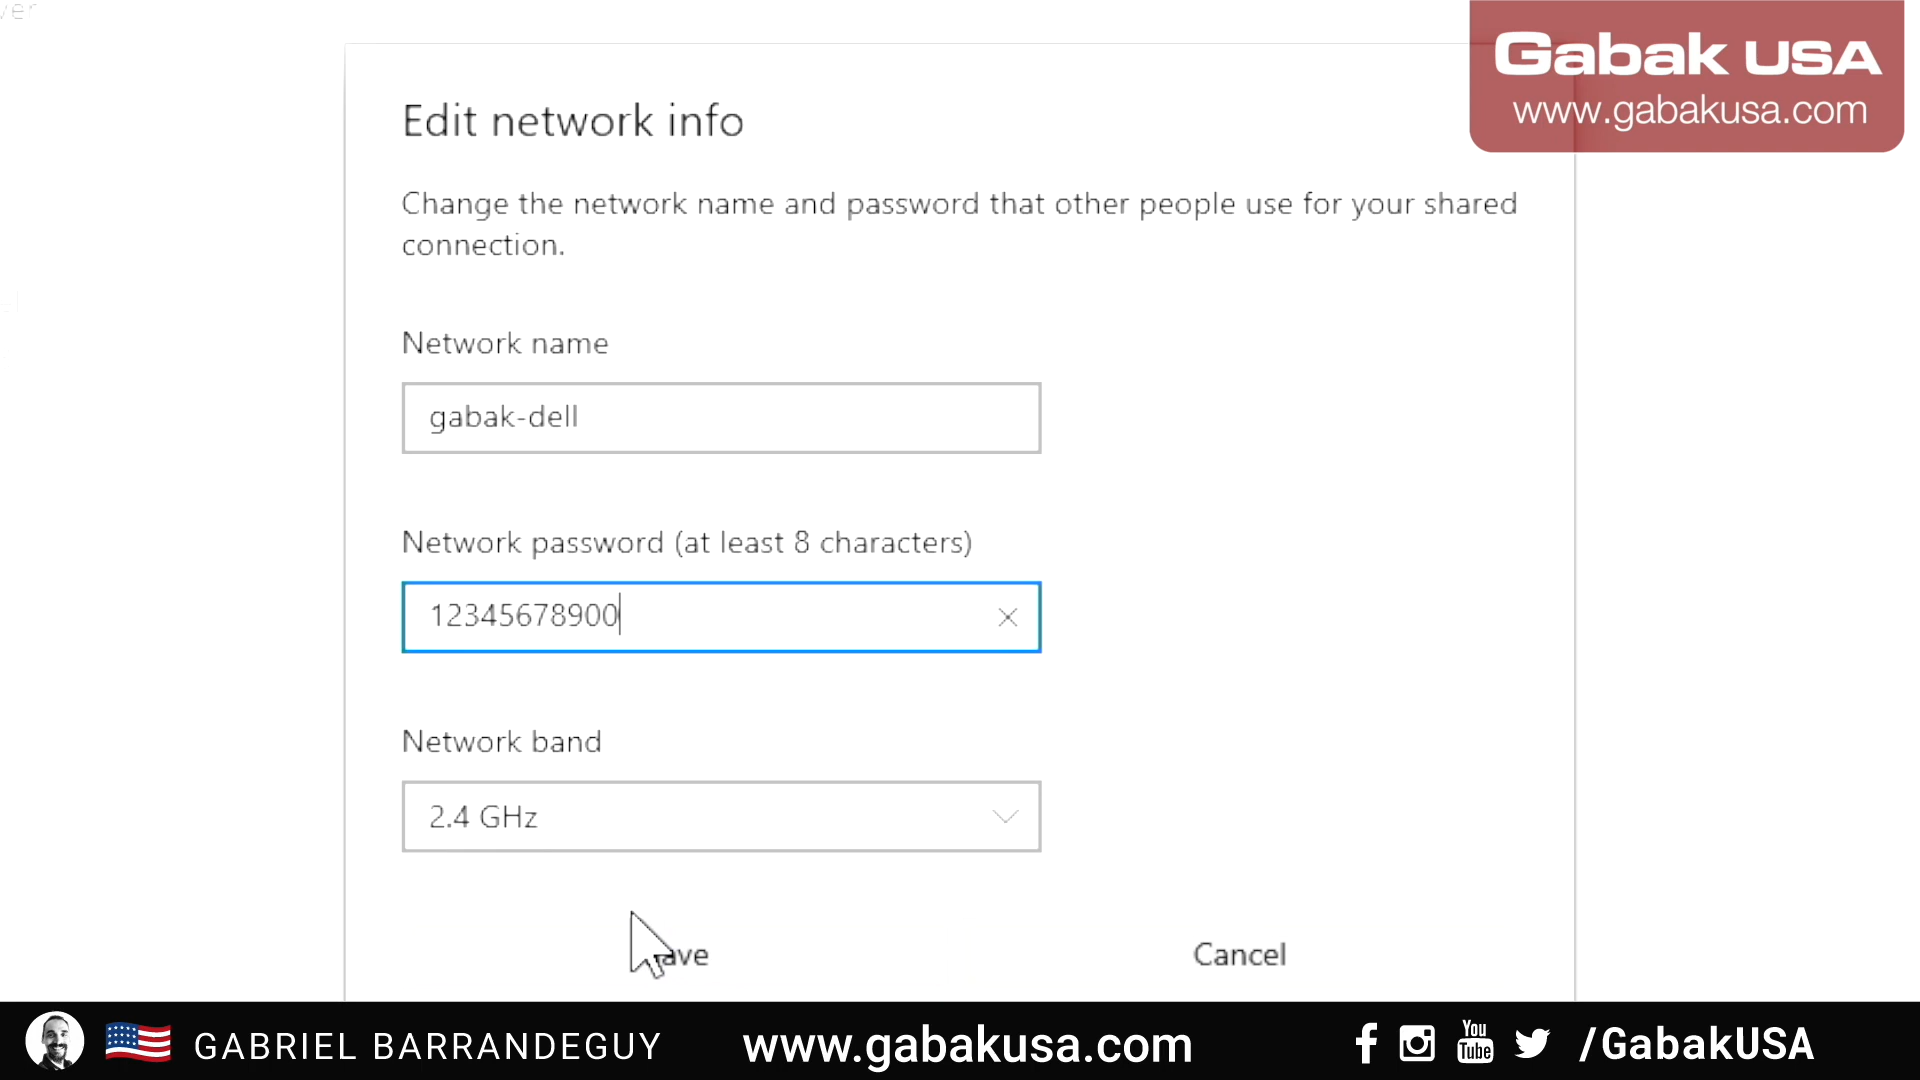 Gabak USA
www.gabakusa.com
Edit network info
Change the network name and password that other people use for your shared
connection.
Network name
gabak-dell
Network password (at least 8 characters)
12345678900
Network band
2.4 GHz
ave
Cancel
GABRIEL BARRANDEGUY
www.gabakusa.com
You
Tube
/GabakUSA